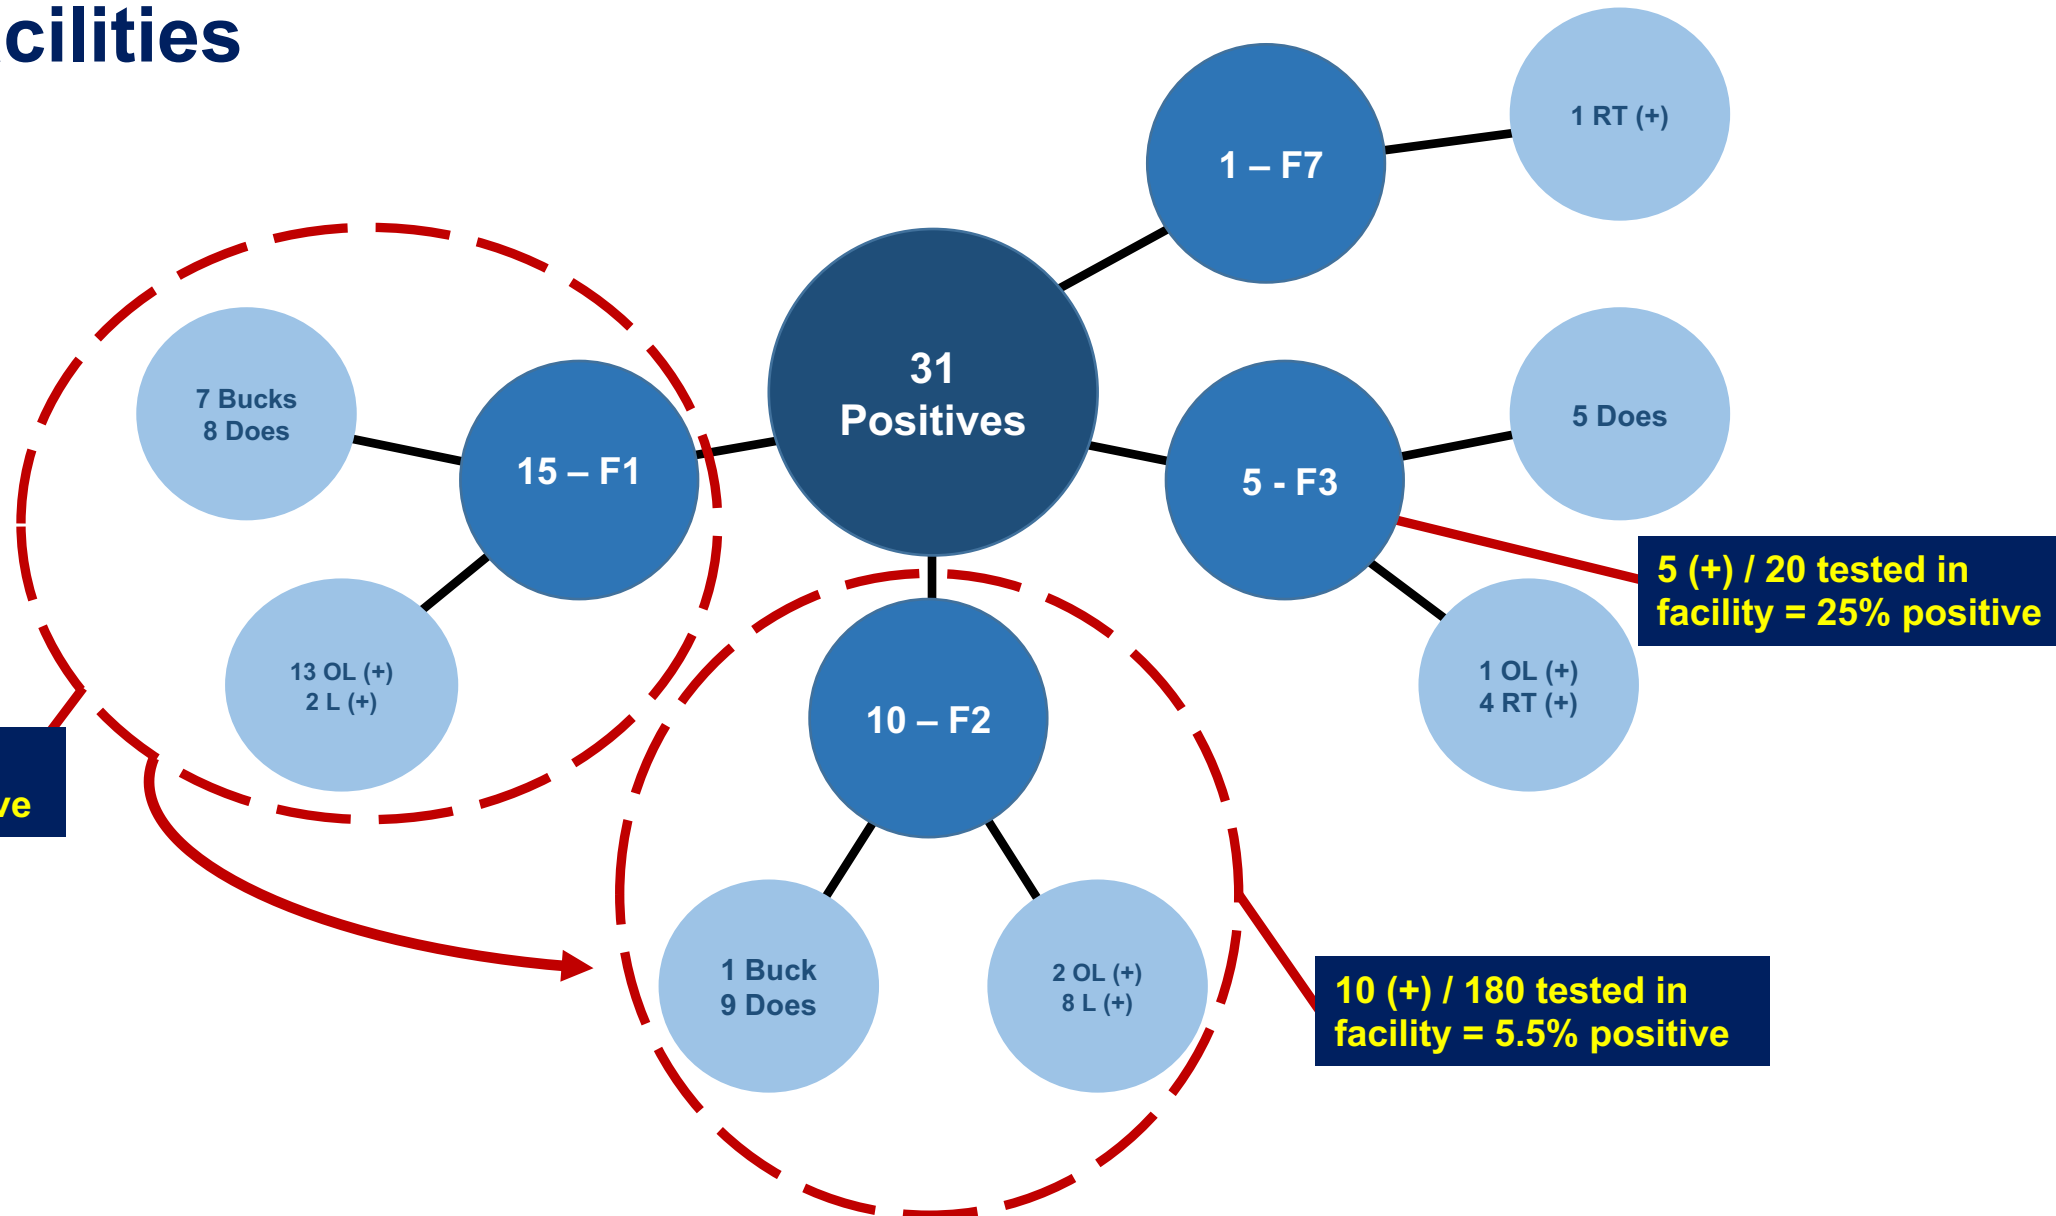 cilities
1 – F7
1 RT (+)
31
Positives
7 Bucks
8 Does
15 – F1
5 - F3
5 Does
13 OL (+)
2 L (+)
5 (+) / 20 tested in
facility = 25% positive
1 OL (+)
4 RT (+)
10 – F2
ve
1 Buck
9 Does
2 OL (+)
8 L (+)
10 (+) / 180 tested in
facility = 5.5% positive